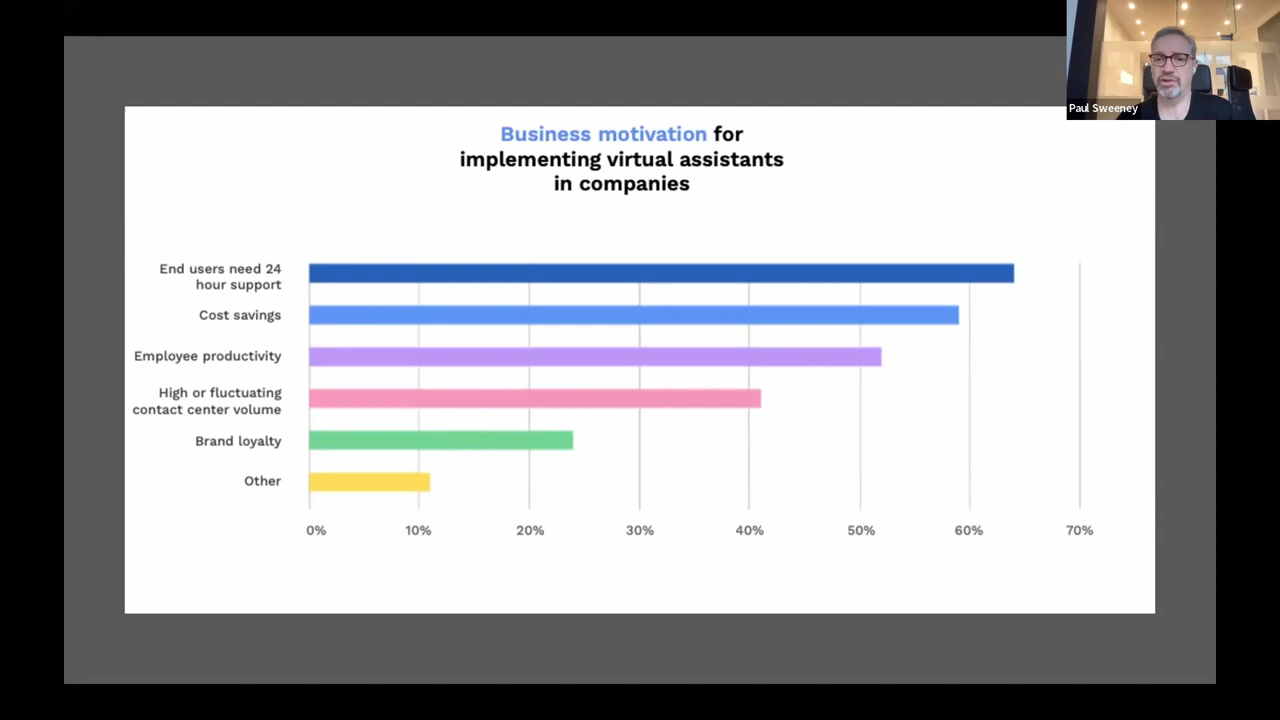 Paul Sweeney
Business motivation for
implementing virtual assistants
in companies
End users need 24
hour support
Cost savings
Employee productivity
High or fluctuating
contact center volume
Brand loyalty
Other
0% 10% 20% 30% 40% 50% 60% 70%